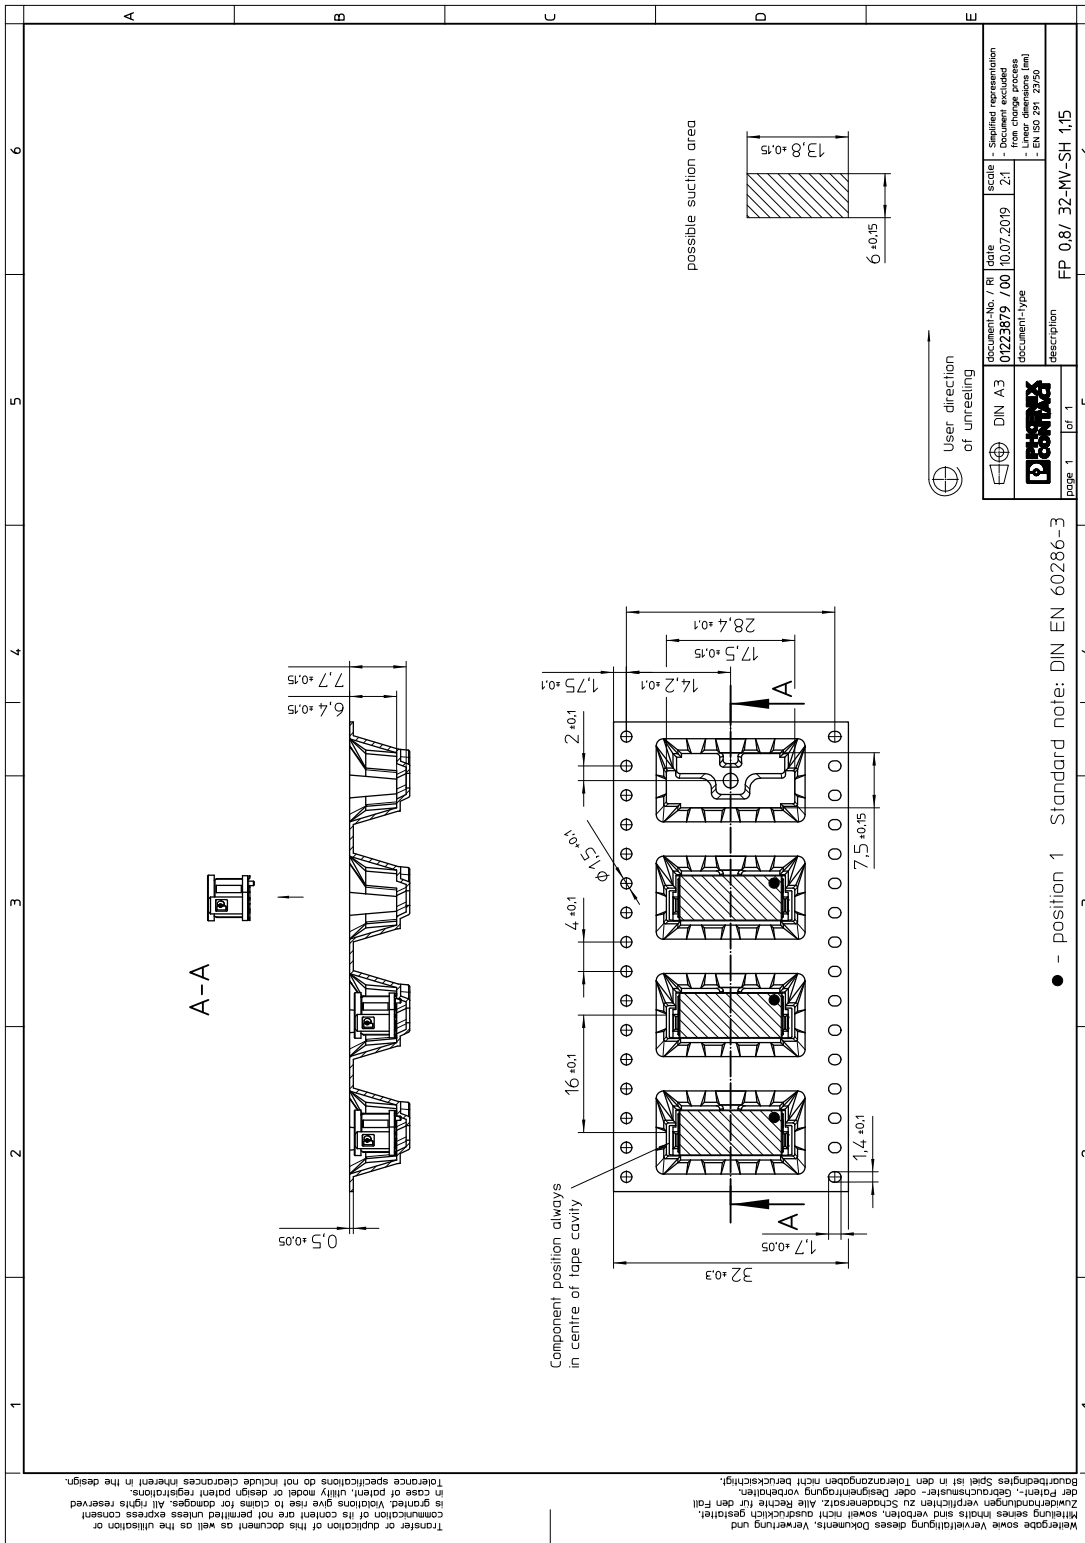 1
2
3
4
5
6
A
B
C
D
E
A-A
0,5 ±0,05
6,4 ±0,15
7,7 ±0,15
Component position always
in centre of tape cavity
16 ±0,1
4 ±0,1
Φ1,5 +0,1
2 ±0,1
1,75 ±0,1
14,2 ±0,1
17,5 ±0,15
28,4 ±0,1
A
A
32 ±0,3
1,7 ±0,05
1,4 ±0,1
7,5 ±0,15
possible suction area
13,8 ±0,15
6 ±0,15
User direction
of unreeling
● - position 1 Standard note: DIN EN 60286-3
DIN A3
PHOENIX
CONTACT
page 1 of 1
document-No. / RI
01223879 / 00
date
10.07.2019
scale
2:1
- Simplified representation
- Document excluded
from change process
- Linear dimensions [mm]
- EN ISO 291 23/50
document-type
description
FP 0,8/ 32-MV-SH 1,15
Transfer or duplication of this document as well as the utilisation or
communication of its content are not permitted unless express consent
is granted. Violations give rise to claims for damages. All rights reserved
in case of patent, utility model or design patent registrations.
Tolerance specifications do not include clearances inherent in the design.
Weitergabe sowie Vervielfältigung dieses Dokuments, Verwertung und
Mitteilung seines Inhalts sind verboten, soweit nicht ausdrücklich gestattet.
Zuwiderhandlungen verpflichten zu Schadenersatz. Alle Rechte für den Fall
der Patent-, Gebrauchsmuster- oder Designeintragung vorbehalten.
Bauartbedingtes Spiel ist in den Toleranzangaben nicht berücksichtigt.